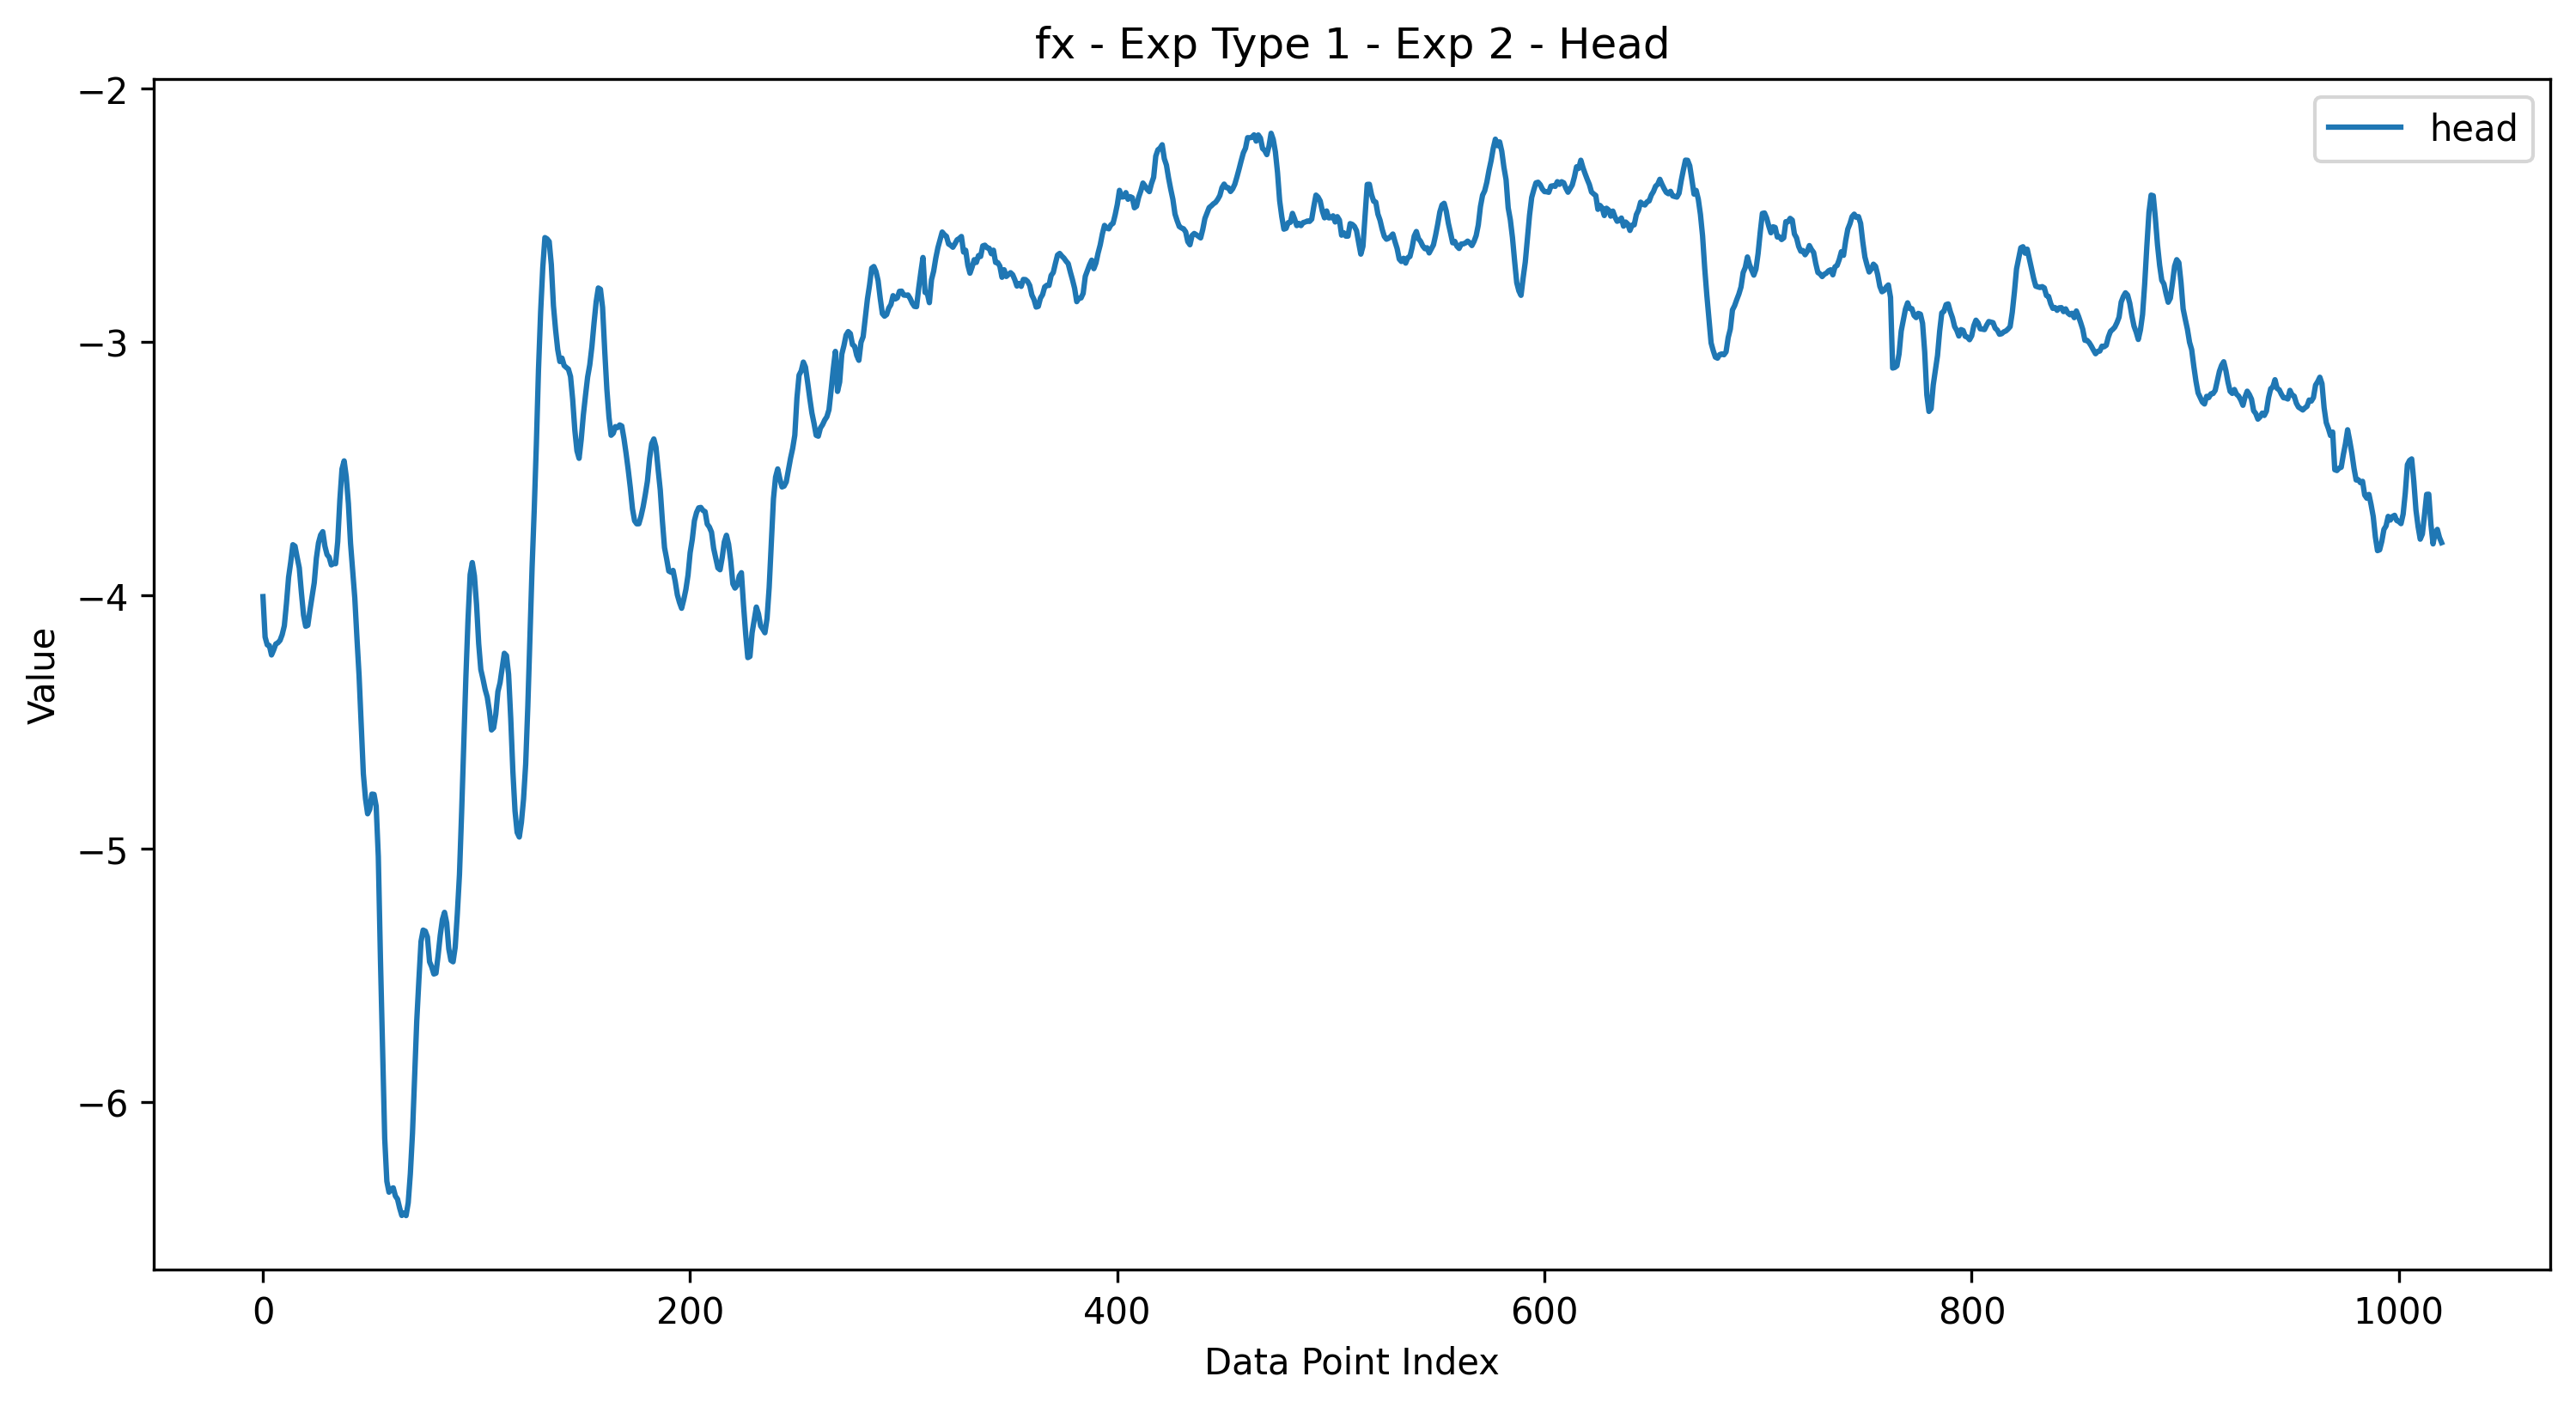 fx - Exp Type 1 - Exp 2 - Head
head
−2
−3
−4
−5
−6
Value
0
200
400
600
800
1000
Data Point Index